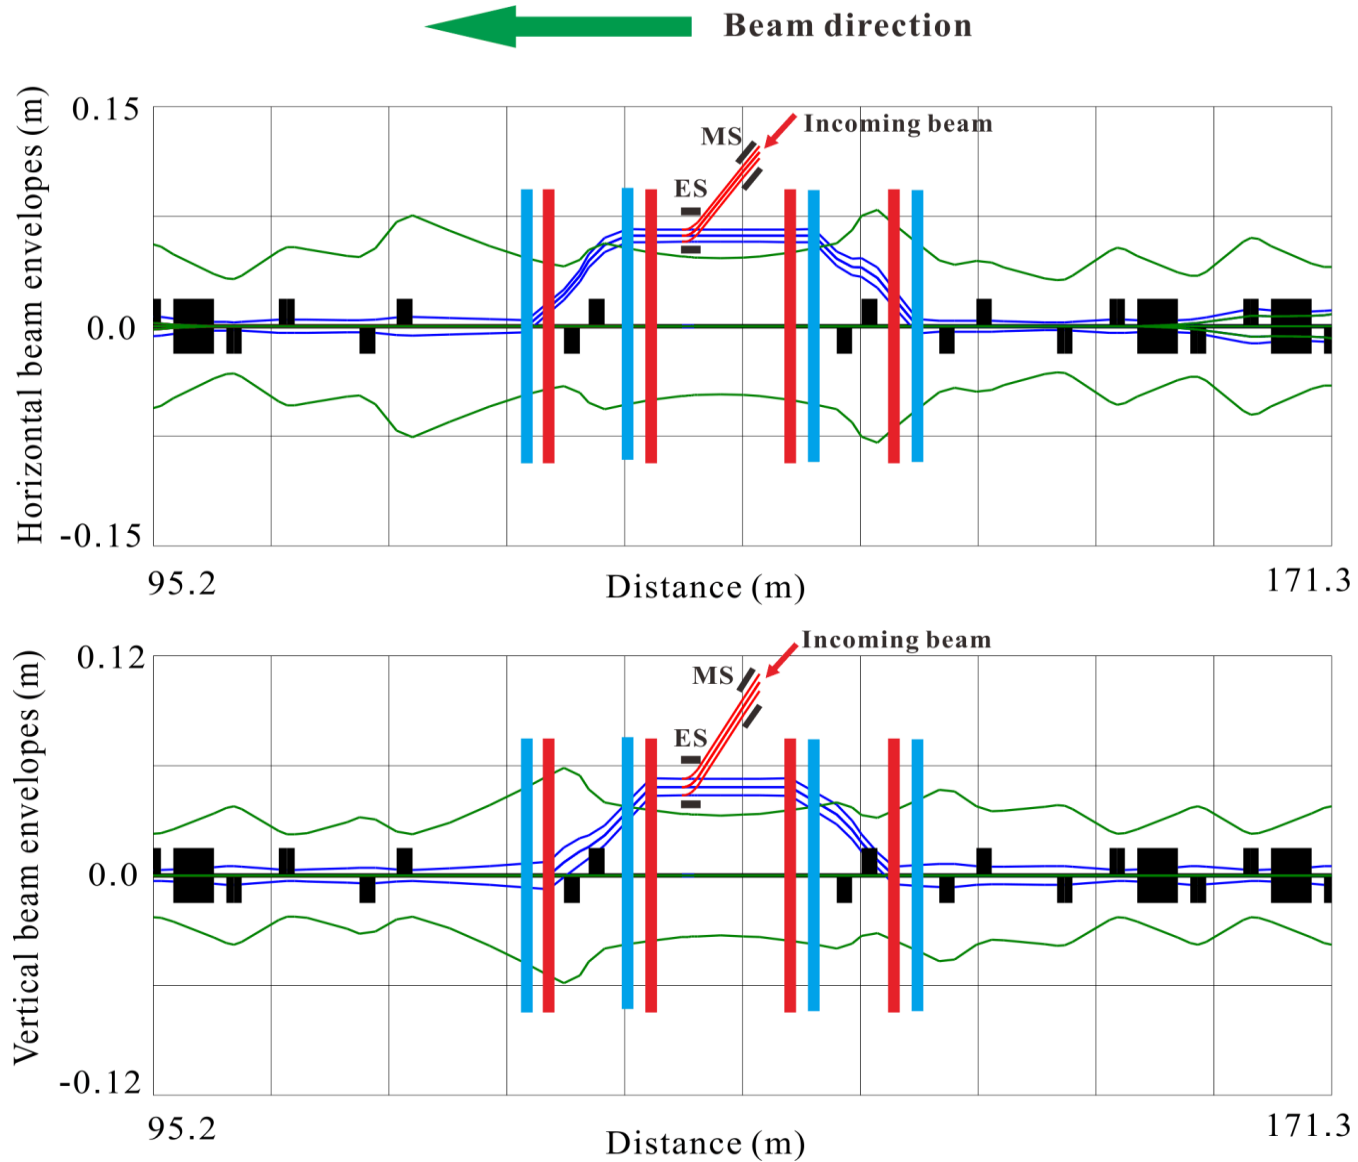 Beam direction
Horizontal beam envelopes (m)
0.15
0.0
-0.15
MS
Incoming beam
ES
95.2
Distance (m)
171.3
Vertical beam envelopes (m)
0.12
0.0
-0.12
Incoming beam
MS
ES
95.2
Distance (m)
171.3